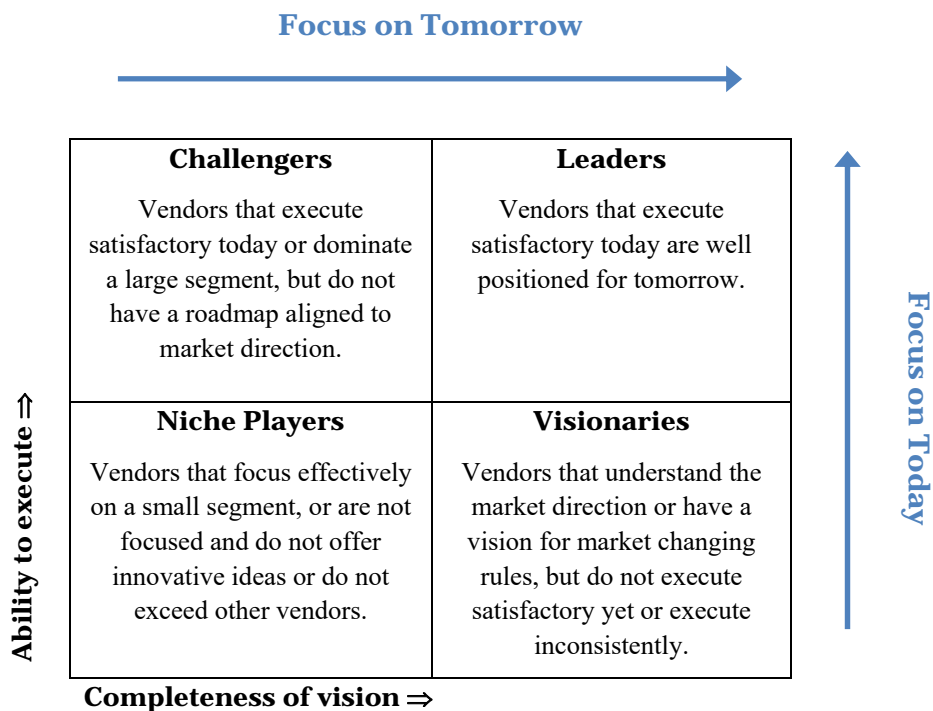 Focus on Tomorrow
Challengers
Vendors that execute
satisfactory today or dominate
a large segment, but do not
have a roadmap aligned to
market direction.
Leaders
Vendors that execute
satisfactory today are well
positioned for tomorrow.
Niche Players
Vendors that focus effectively
on a small segment, or are not
focused and do not offer
innovative ideas or do not
exceed other vendors.
Visionaries
Vendors that understand the
market direction or have a
vision for market changing
rules, but do not execute
satisfactory yet or execute
inconsistently.
Focus on Today
Ability to execute ⇒
Completeness of vision ⇒